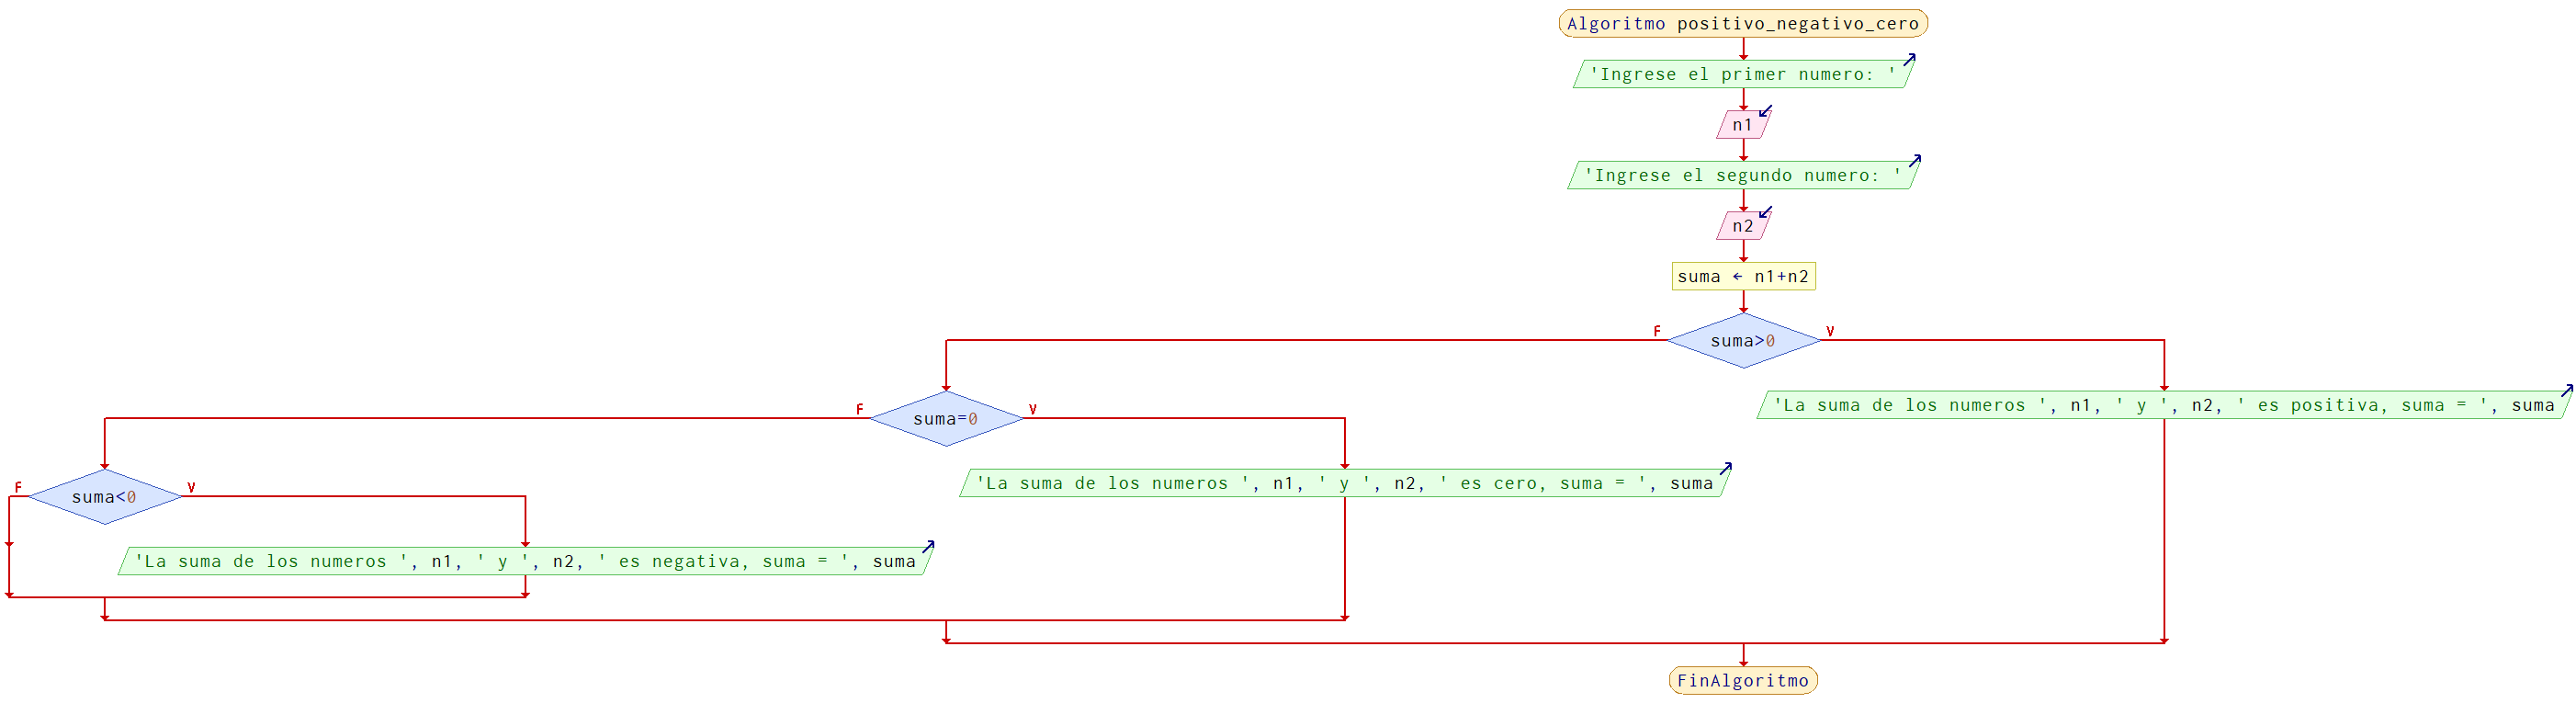 Algoritmo positivo_negativo_cero
'Ingrese el primer numero: '
n1
'Ingrese el segundo numero: '
n2
suma ← n1+n2
F
suma>0
V
'La suma de los numeros ', n1, ' y ', n2, ' es positiva, suma = ', suma
F
suma=0
V
'La suma de los numeros ', n1, ' y ', n2, ' es cero, suma = ', suma
F
suma<0
V
'La suma de los numeros ', n1, ' y ', n2, ' es negativa, suma = ', suma
FinAlgoritmo